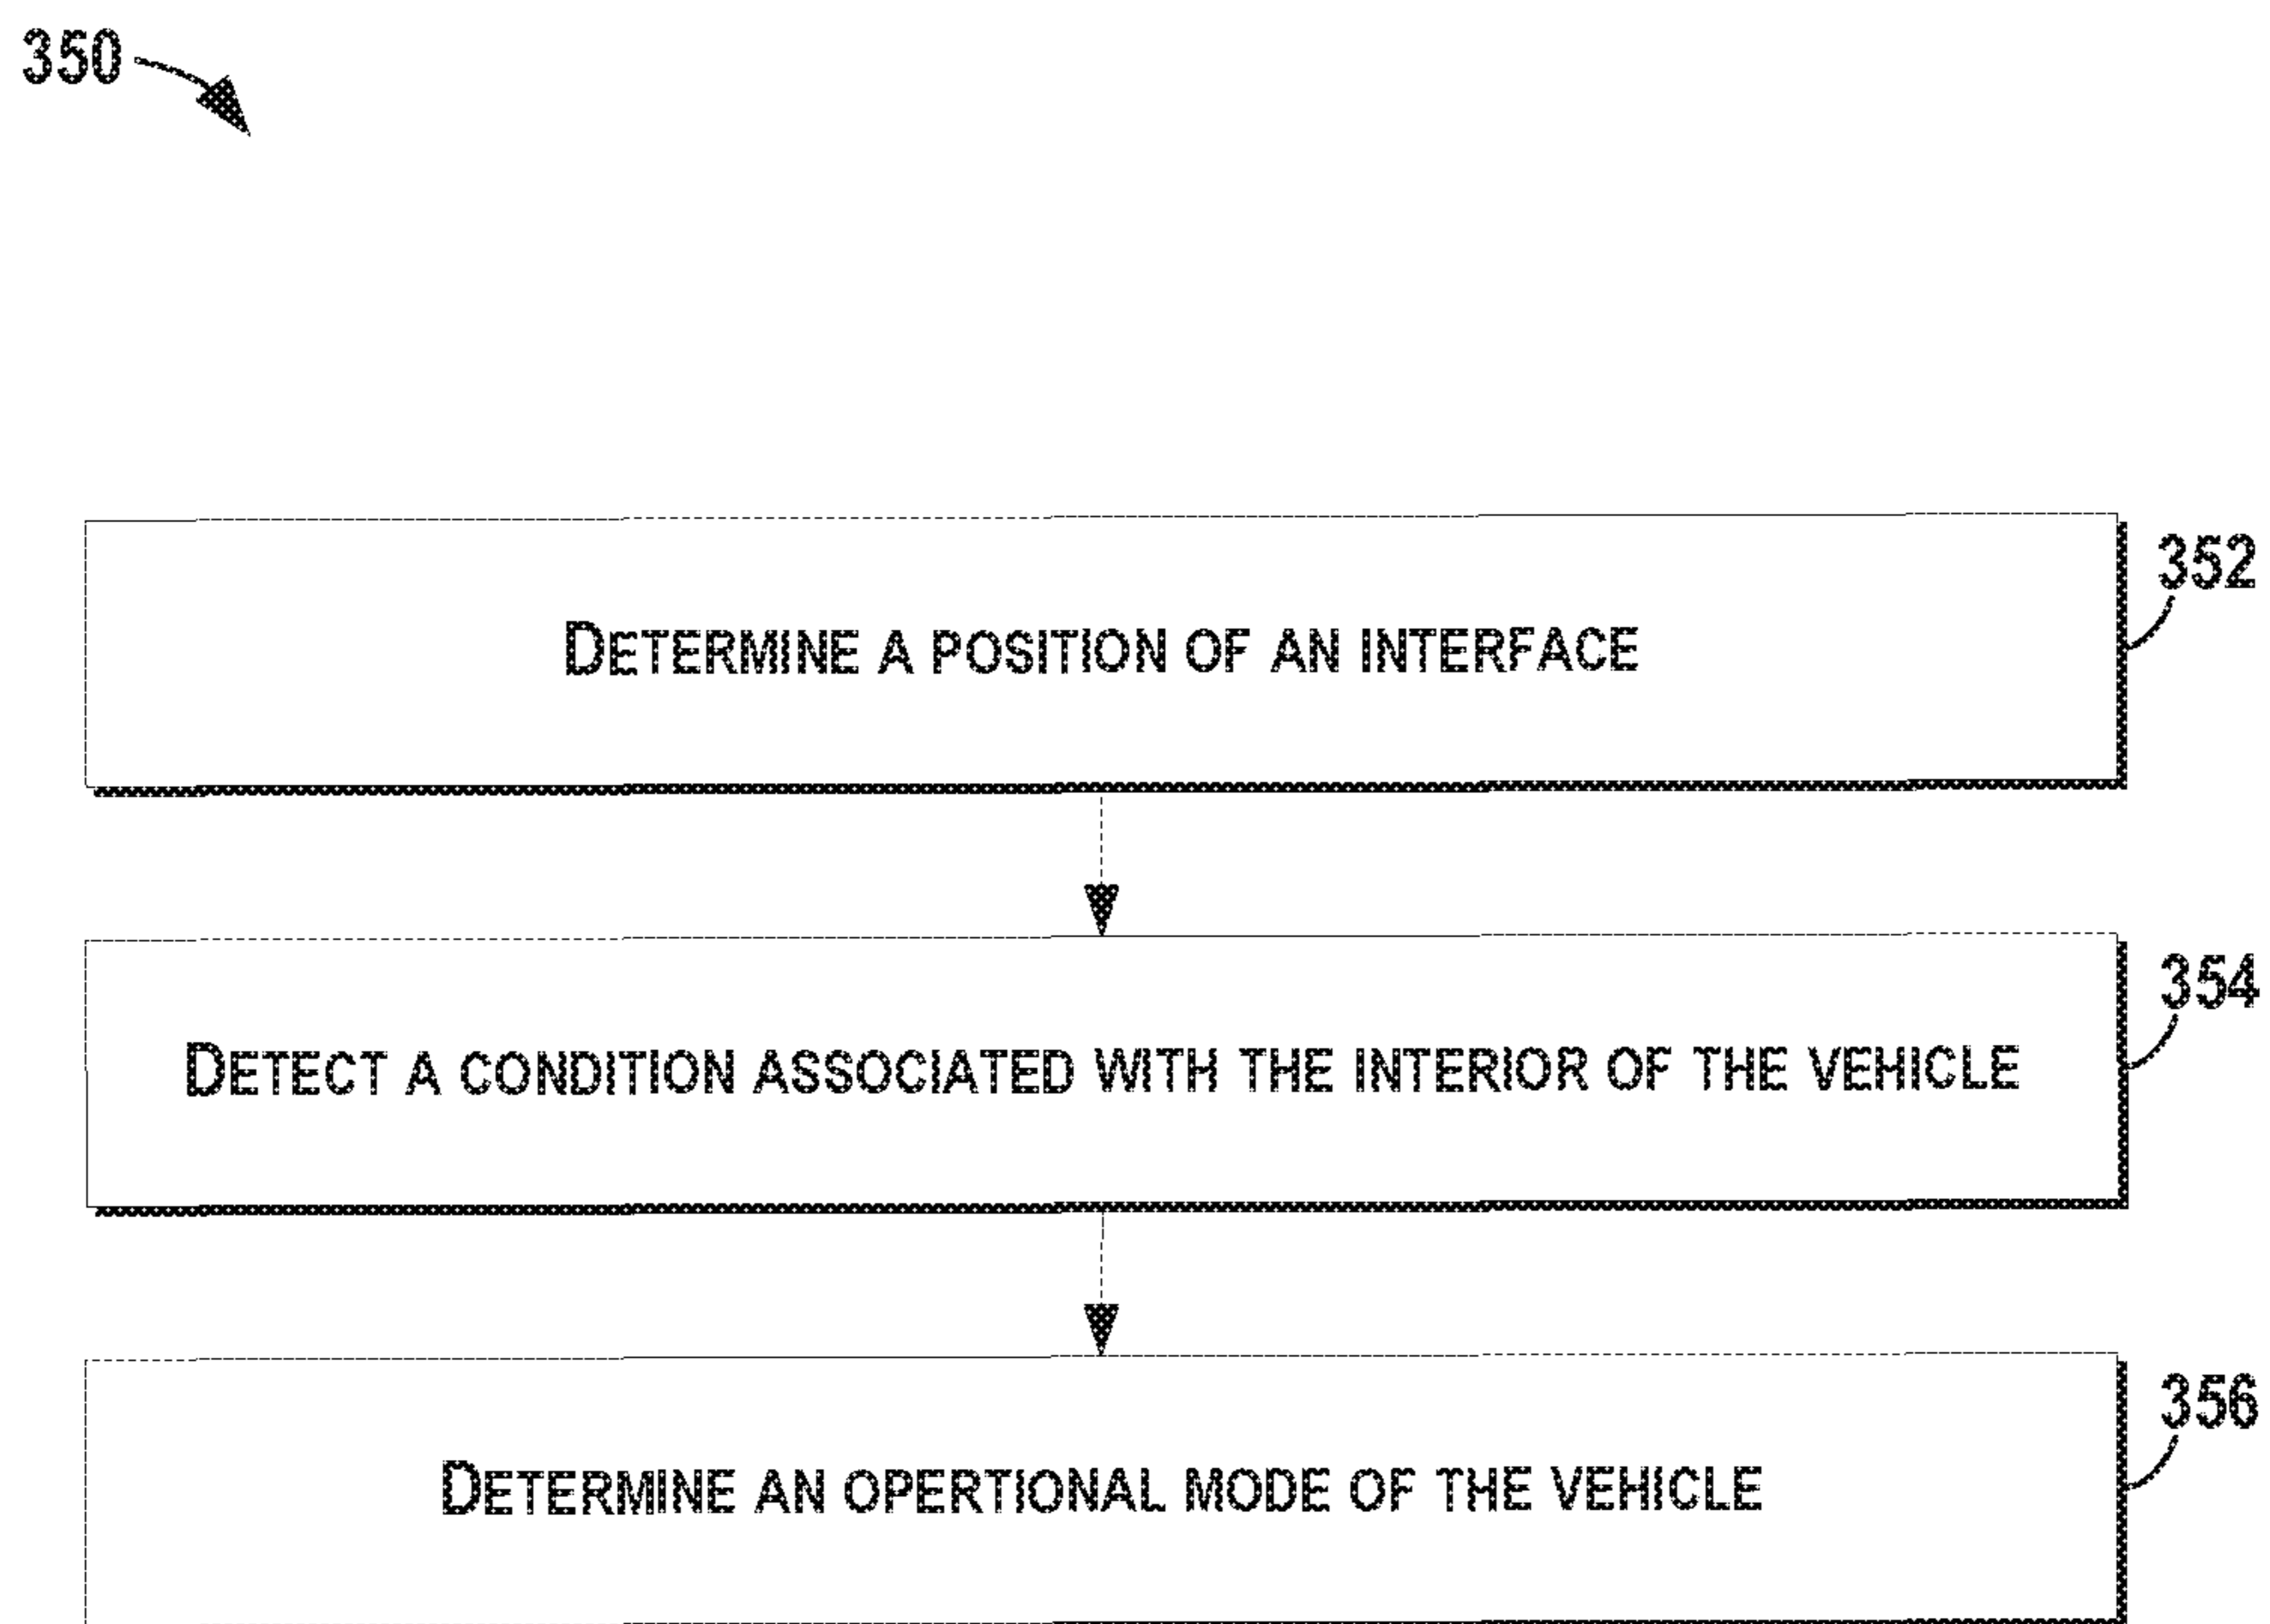 350
352
DETERMINE A POSITION OF AN INTERFACE
354
DETECT A CONDITION ASSOCIATED WITH THE INTERIOR OF THE VEHICLE
356
DETERMINE AN OPERTIONAL MODE OF THE VEHICLE